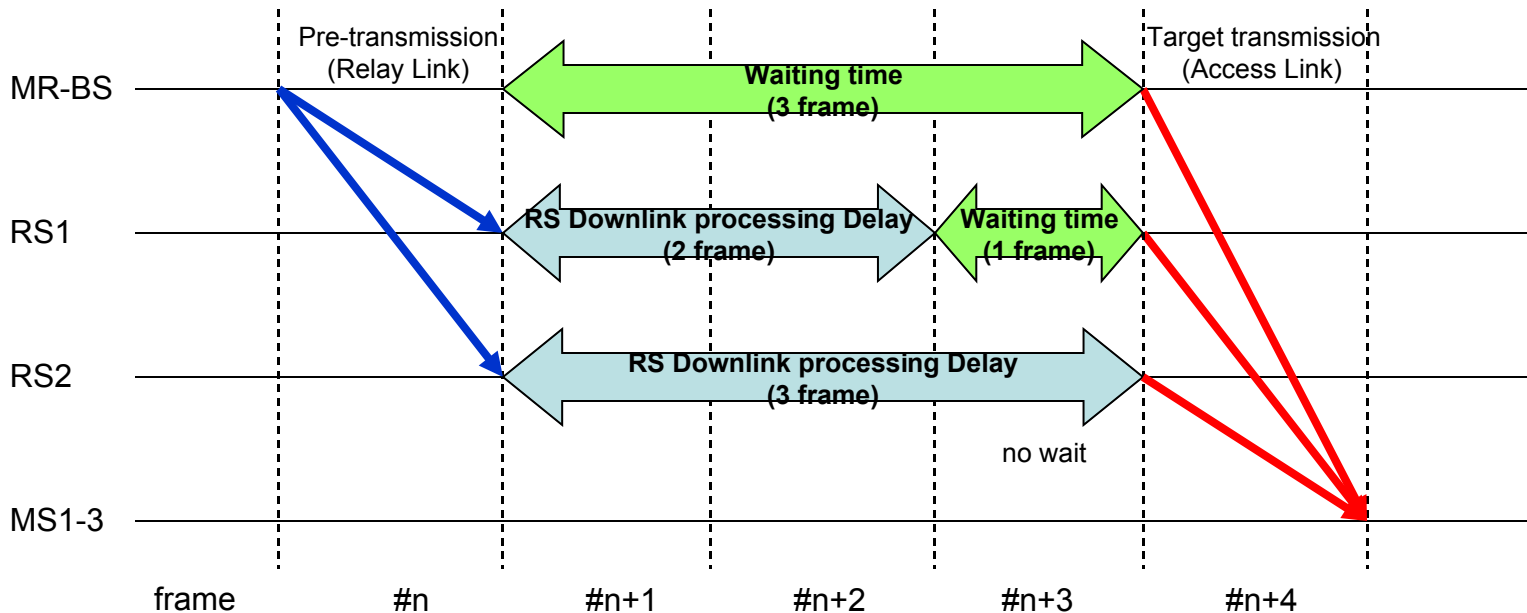 Pre-transmission
(Relay Link)
Target transmission
(Access Link)
MR-BS
Waiting time
(3 frame)
RS1
RS Downlink processing Delay
(2 frame)
Waiting time
(1 frame)
RS2
RS Downlink processing Delay
(3 frame)
no wait
MS1-3
frame #n #n+1 #n+2 #n+3 #n+4